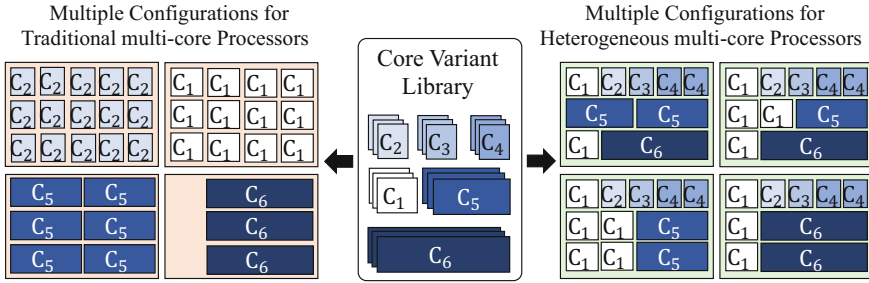 Multiple Configurations for
Traditional multi-core Processors
C2 C2 C2 C2 C2
C2 C2 C2 C2 C2
C2 C2 C2 C2 C2
C1 C1 C1 C1
C1 C1 C1 C1
C1 C1 C1 C1
C5 C5
C5 C5
C5 C5
C6
C6
C6
Core Variant
Library
C2 C3 C4
C1 C5
C6
Multiple Configurations for
Heterogeneous multi-core Processors
C1 C2 C3 C4 C4
C5 C5
C1 C6
C1 C2 C3 C4 C4
C1 C1 C5
C1 C6
C1 C2 C3 C4 C4
C1 C1 C5
C1 C1 C5
C1 C2 C3 C4 C4
C1 C6
C1 C6